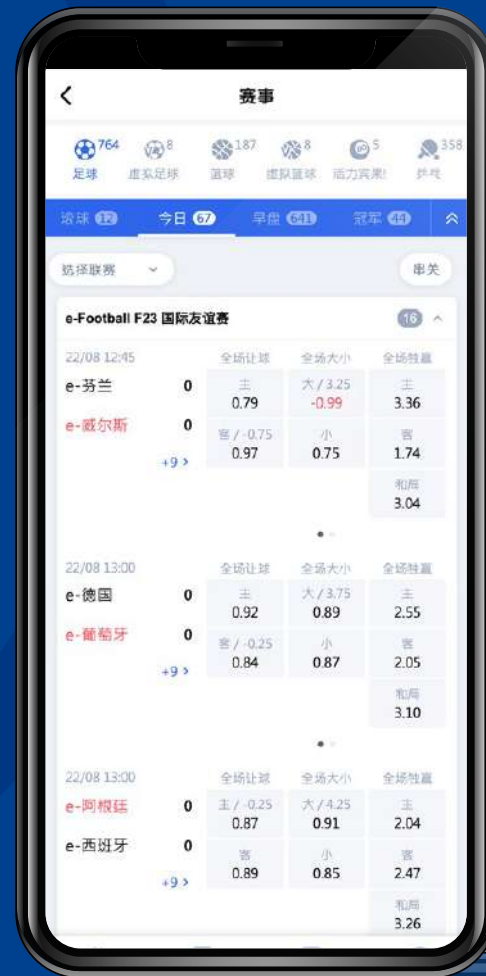 赛事
764 8 187 8 5 358
足球 虚拟足球 篮球 虚拟篮球 活力宾果! 乒乓
滚球 12 今日 67 早盘 641 冠军 44
选择联赛 串关
e-Football F23 国际友谊赛 16
22/08 12:45 全场让球 全场大小 全场独赢
e-芬兰 0 主 大 / 3.25 主
0.79 -0.99 3.36
e-威尔斯 0 客 / -0.75 小 客
0.97 0.75 1.74
+9 >
和局
3.04
22/08 13:00 全场让球 全场大小 全场独赢
e-德国 0 主 大 / 3.75 主
0.92 0.89 2.55
e-葡萄牙 0 客 / -0.25 小 客
0.84 0.87 2.05
+9 >
和局
3.10
22/08 13:00 全场让球 全场大小 全场独赢
e-阿根廷 0 主 / -0.25 大 / 4.25 主
0.87 0.91 2.04
e-西班牙 0 客 小 客
0.89 0.85 2.47
+9 >
和局
3.26